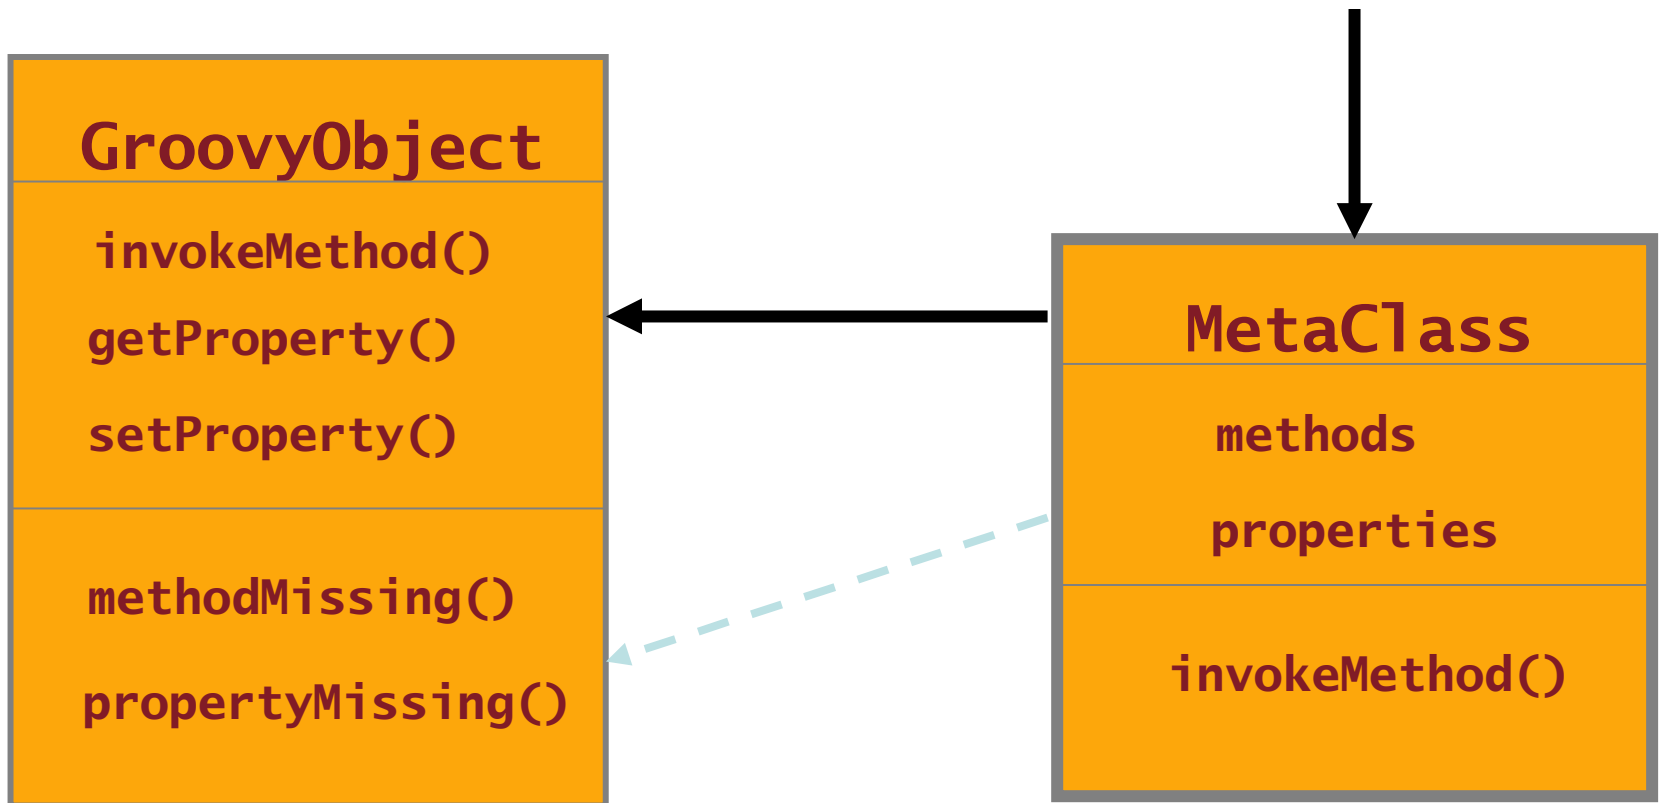 GroovyObject
invokeMethod()
getProperty()
setProperty()
methodMissing()
propertyMissing()
MetaClass
methods
properties
invokeMethod()